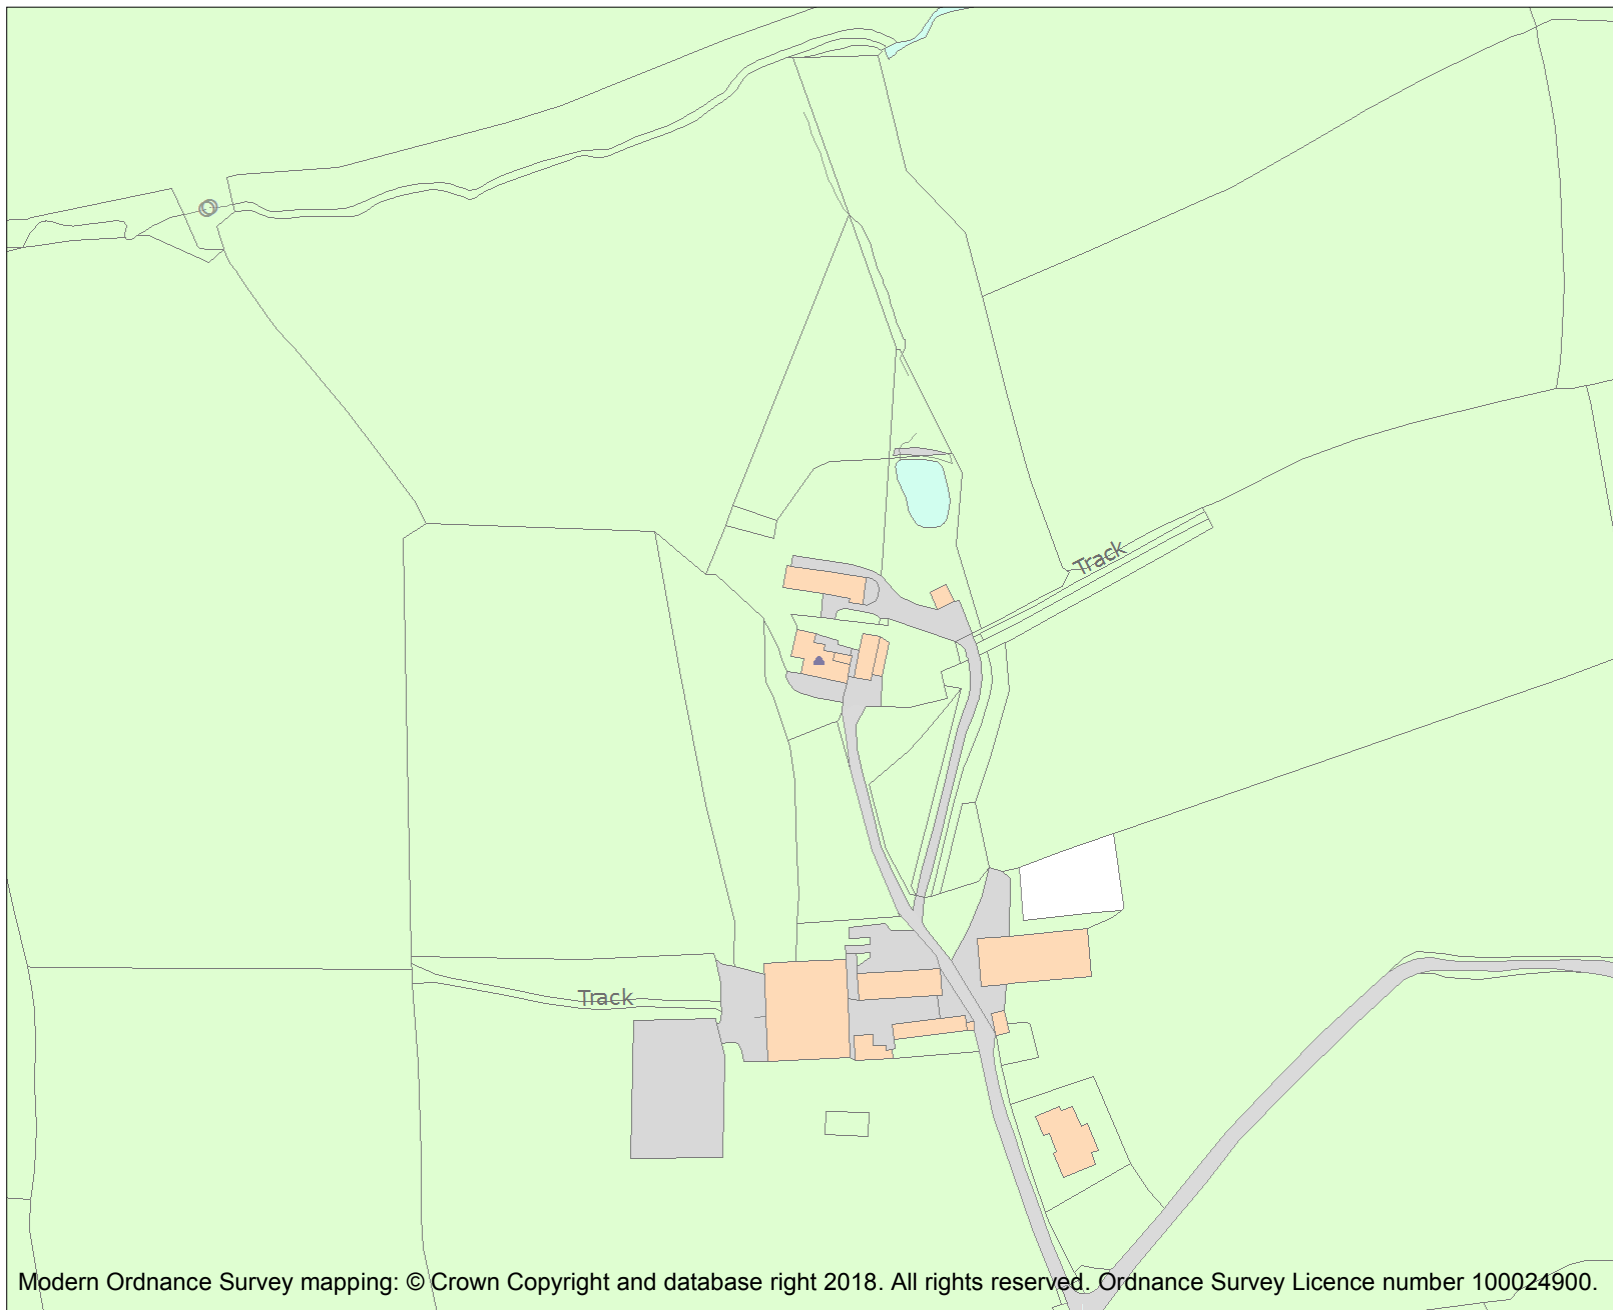 Track
Track
Modern Ordnance Survey mapping: © Crown Copyright and database right 2018. All rights reserved. Ordnance Survey Licence number 100024900.